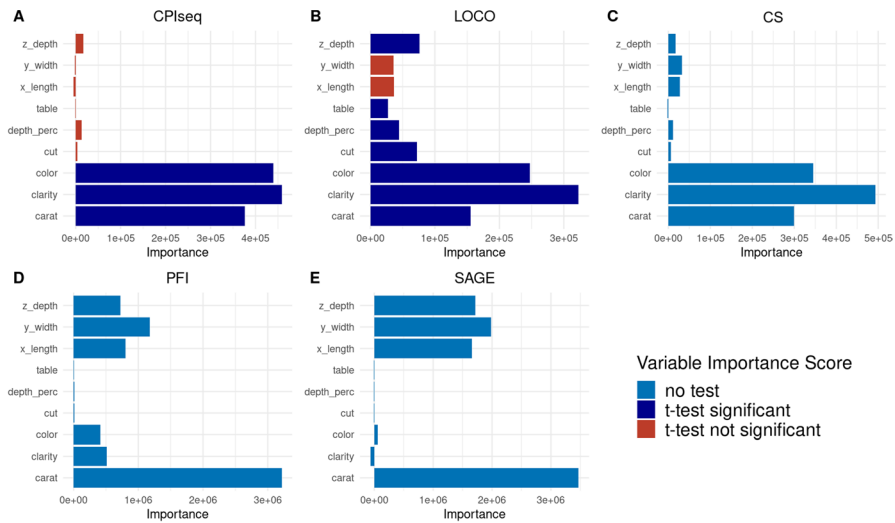 A CPIseq
z_depth
y_width
x_length
table
depth_perc
cut
color
clarity
carat
0e+00 1e+05 2e+05 3e+05 4e+05
Importance
B LOCO
z_depth
y_width
x_length
table
depth_perc
cut
color
clarity
carat
0e+00 1e+05 2e+05 3e+05
Importance
C CS
z_depth
y_width
x_length
table
depth_perc
cut
color
clarity
carat
0e+00 1e+05 2e+05 3e+05 4e+05 5e+05
Importance
D PFI
z_depth
y_width
x_length
table
depth_perc
cut
color
clarity
carat
0e+00 1e+06 2e+06 3e+06
Importance
E SAGE
z_depth
y_width
x_length
table
depth_perc
cut
color
clarity
carat
0e+00 1e+06 2e+06 3e+06
Importance
Variable Importance Score
no test
t-test significant
t-test not significant